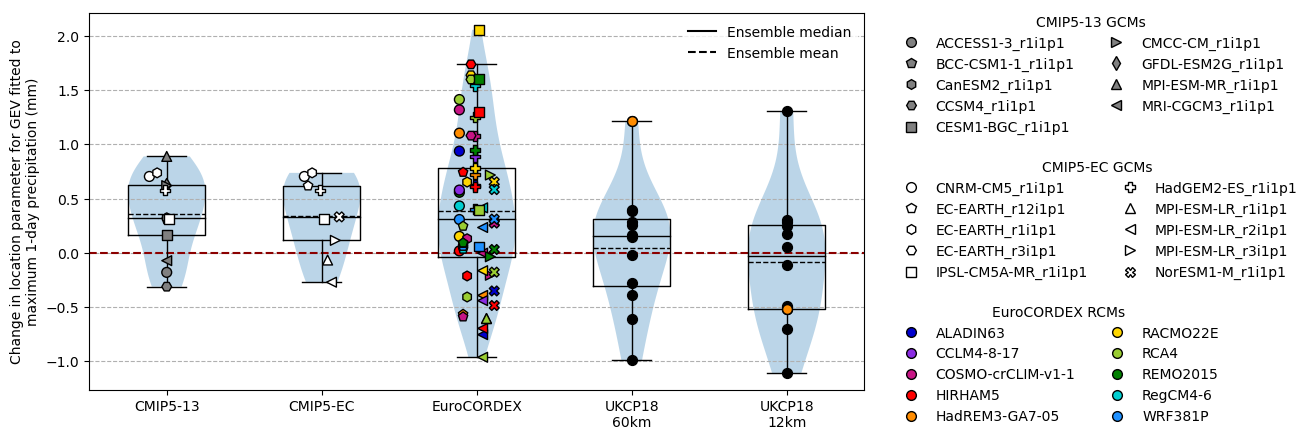 Change in location parameter for GEV fitted to
maximum 1-day precipitation (mm)
2.0
1.5
1.0
0.5
0.0
−0.5
−1.0
Ensemble median
Ensemble mean
CMIP5-13
CMIP5-EC
EuroCORDEX
UKCP18
60km
UKCP18
12km
CMIP5-13 GCMs
ACCESS1-3_r1i1p1
BCC-CSM1-1_r1i1p1
CanESM2_r1i1p1
CCSM4_r1i1p1
CESM1-BGC_r1i1p1
CMCC-CM_r1i1p1
GFDL-ESM2G_r1i1p1
MPI-ESM-MR_r1i1p1
MRI-CGCM3_r1i1p1
CMIP5-EC GCMs
CNRM-CM5_r1i1p1
EC-EARTH_r12i1p1
EC-EARTH_r1i1p1
EC-EARTH_r3i1p1
IPSL-CM5A-MR_r1i1p1
HadGEM2-ES_r1i1p1
MPI-ESM-LR_r1i1p1
MPI-ESM-LR_r2i1p1
MPI-ESM-LR_r3i1p1
NorESM1-M_r1i1p1
EuroCORDEX RCMs
ALADIN63
CCLM4-8-17
COSMO-crCLIM-v1-1
HIRHAM5
HadREM3-GA7-05
RACMO22E
RCA4
REMO2015
RegCM4-6
WRF381P